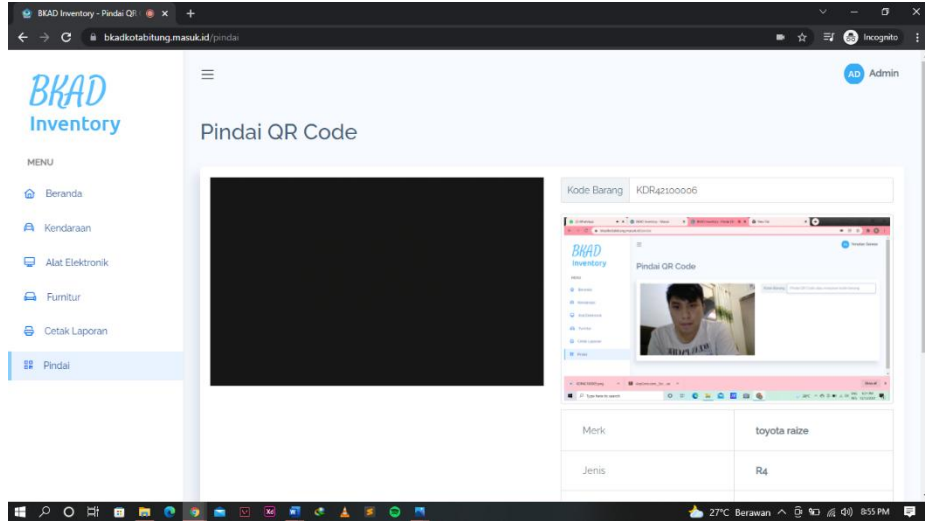 BKAD Inventory - Pindai QR
bkadkotabitung.masuk.id/pindai
Incognito
BKAD
Inventory
AD Admin
Pindai QR Code
MENU
Beranda
Kendaraan
Alat Elektronik
Furnitur
Cetak Laporan
Pindai
Kode Barang KDR42100006
BKAD
Inventory
Pindai QR Code
Kode Barang
Merk toyota raize
Jenis R4
27°C Berawan 8:55 PM